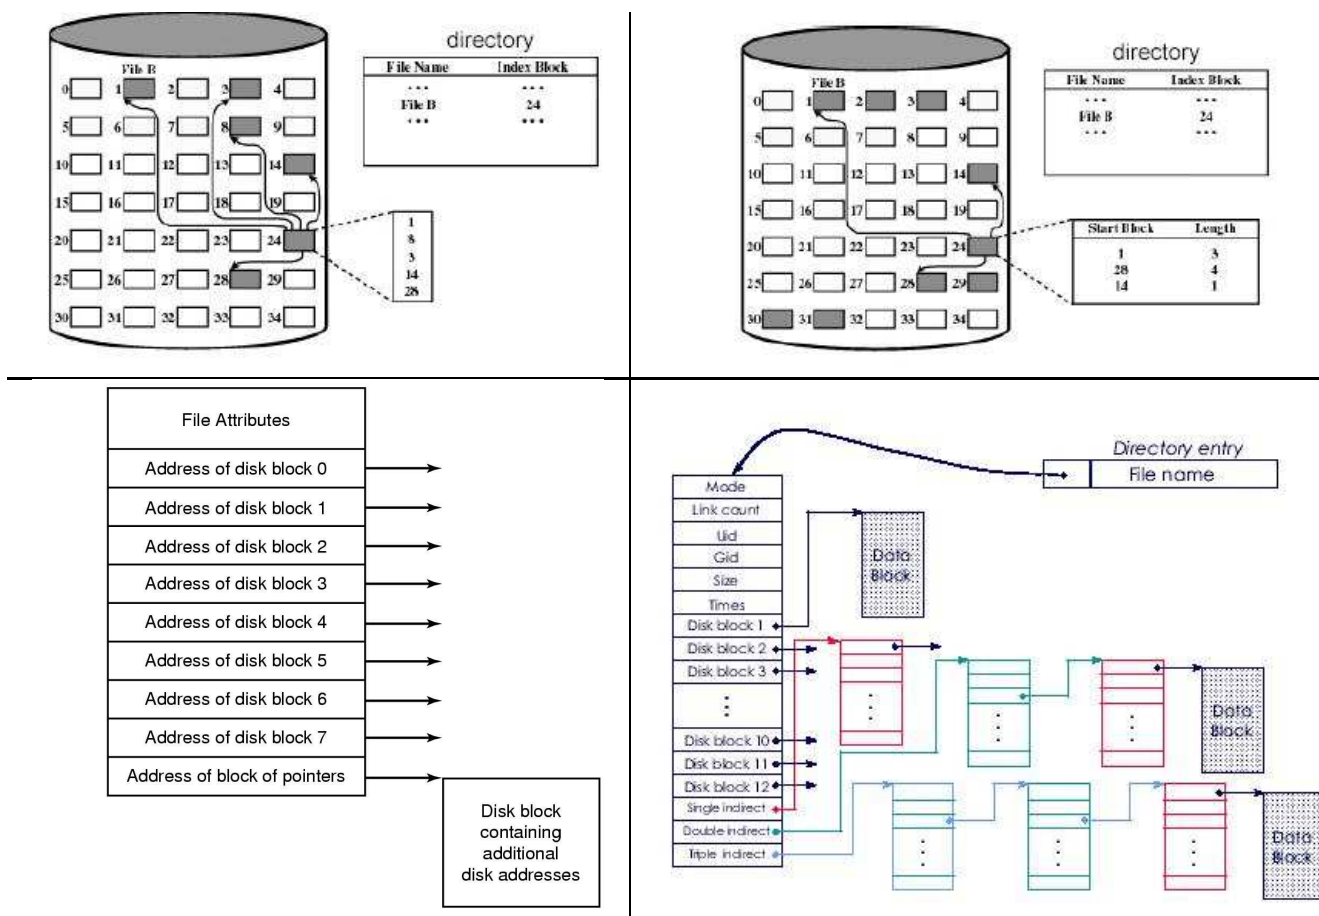 directory
File Name Index Block
• • • • • •
File B 24
• • • • • •
File B
0 1 2 3 4
5 6 7 8 9
10 11 12 13 14
15 16 17 18 19
20 21 22 23 24
25 26 27 28 29
30 31 32 33 34
1
8
3
14
28
directory
File Name Index Block
• • • • • •
File B 24
• • • • • •
File B
0 1 2 3 4
5 6 7 8 9
10 11 12 13 14
15 16 17 18 19
20 21 22 23 24
25 26 27 28 29
30 31 32 33 34
Start Block Length
1 3
28 4
14 1
File Attributes
Address of disk block 0
Address of disk block 1
Address of disk block 2
Address of disk block 3
Address of disk block 4
Address of disk block 5
Address of disk block 6
Address of disk block 7
Address of block of pointers
Disk block
containing
additional
disk addresses
Directory entry
File name
Mode
Link count
Uid
Gid
Size
Times
Disk block 1
Disk block 2
Disk block 3
Disk block 10
Disk block 11
Disk block 12
Single indirect
Double indirect
Triple indirect
Data
Block
Data
Block
Data
Block